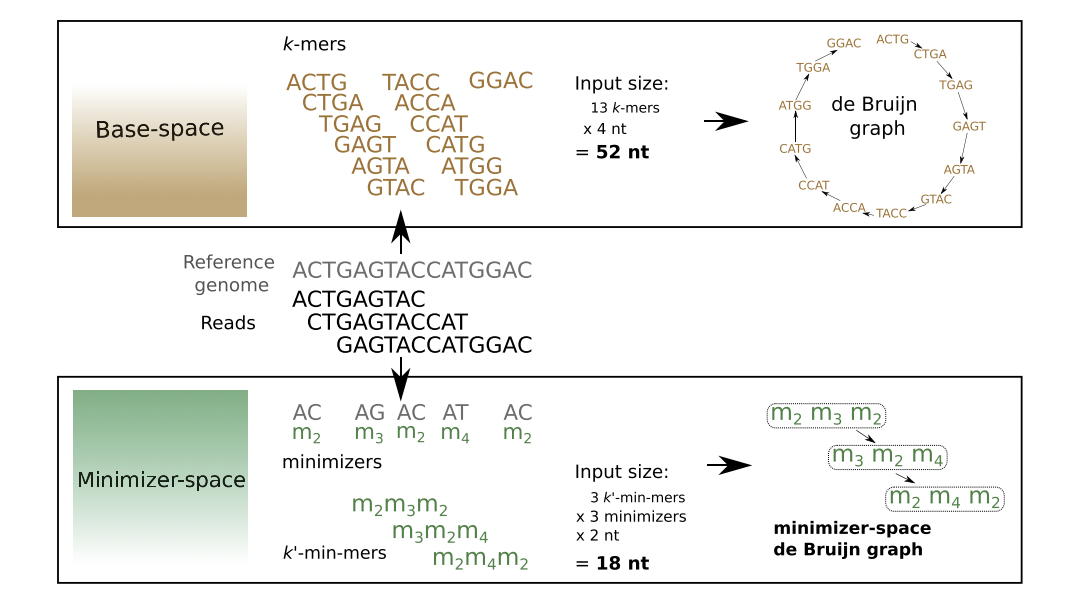 k-mers
Base-space
ACTG TACC GGAC
CTGA ACCA
TGAG CCAT
GAGT CATG
AGTA ATGG
GTAC TGGA
Input size:
13 k-mers
x 4 nt
= 52 nt
de Bruijn
graph
ACTG
CTGA
TGAG
GAGT
AGTA
GTAC
TACC
ACCA
CCAT
CATG
ATGG
TGGA
GGAC
Reference
genome
ACTGAGTACCATGGAC
Reads
ACTGAGTAC
CTGAGTACCAT
GAGTACCATGGAC
Minimizer-space
AC AG AC AT AC
m2 m3 m2 m4 m2
minimizers
m2m3m2
m3m2m4
m2m4m2
k'-min-mers
Input size:
3 k'-min-mers
x 3 minimizers
x 2 nt
= 18 nt
m2 m3 m2
m3 m2 m4
m2 m4 m2
minimizer-space
de Bruijn graph